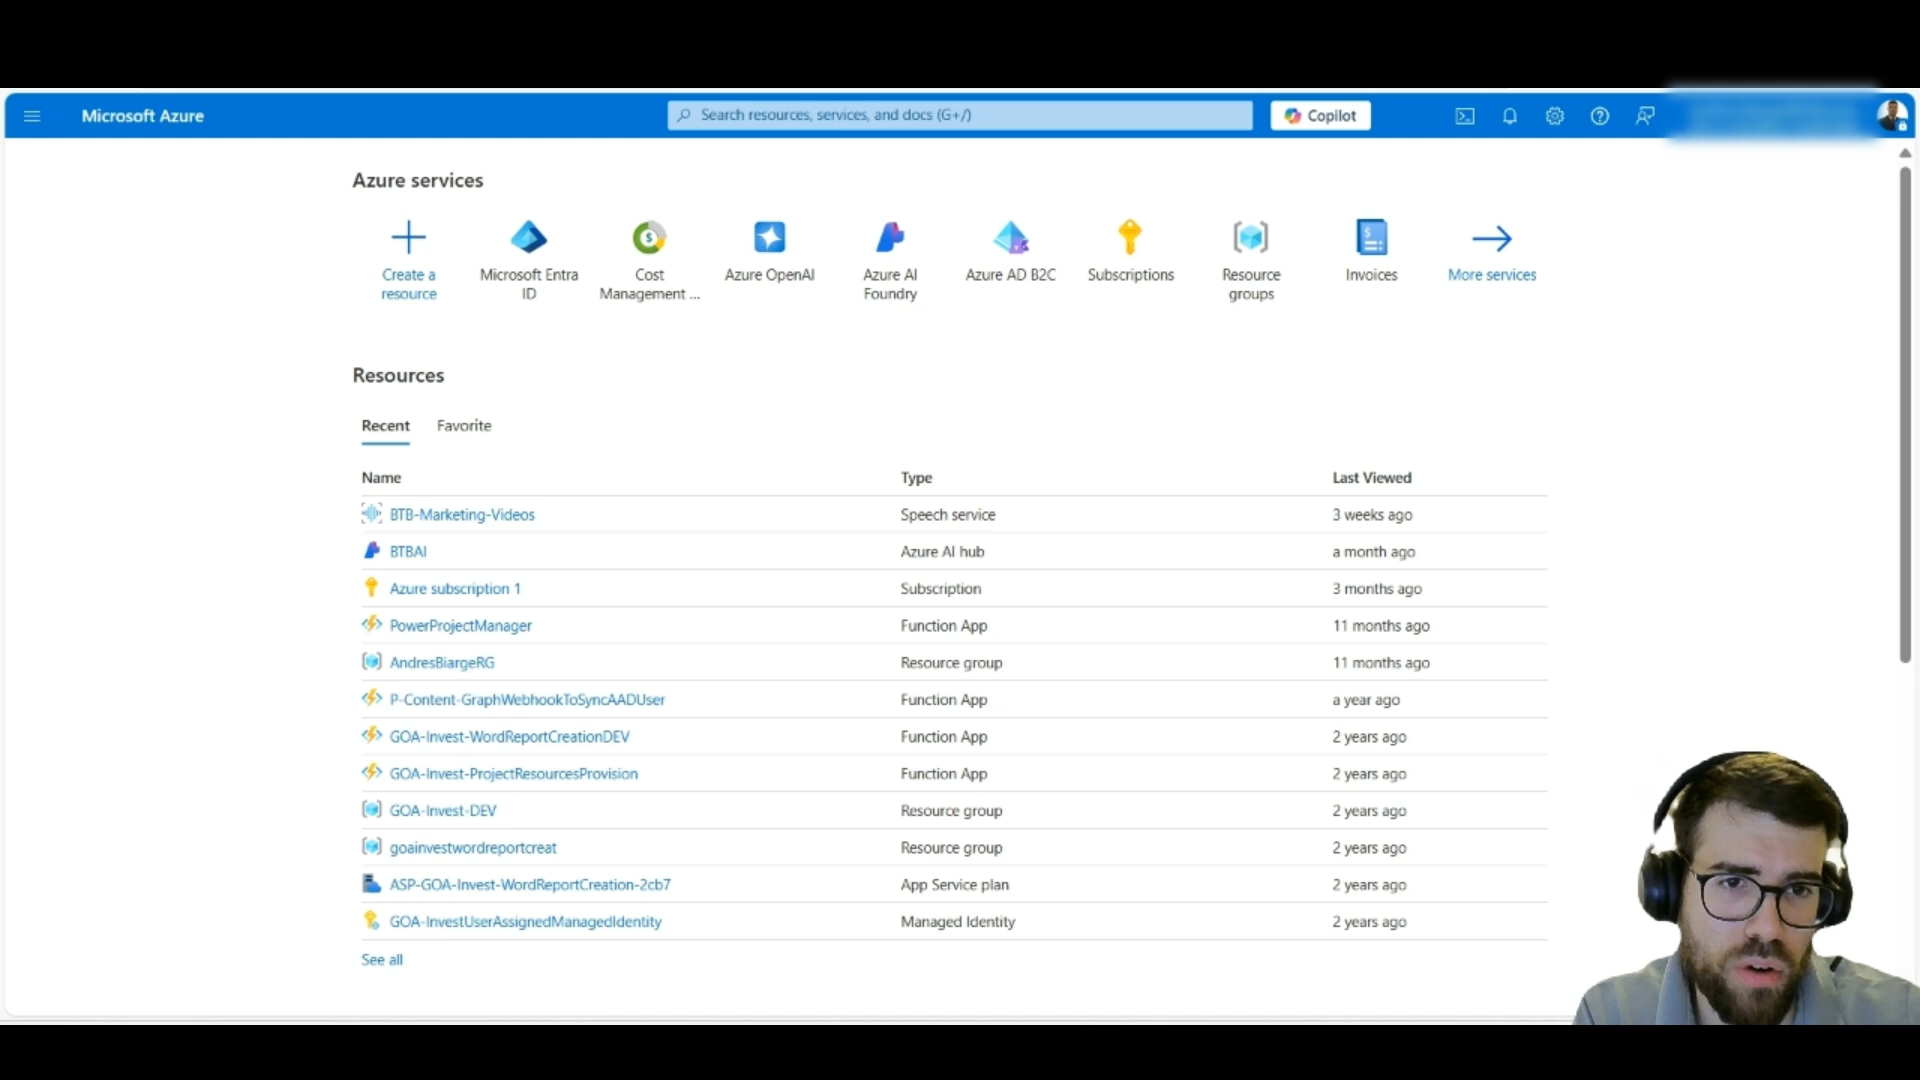 Microsoft Azure
Search resources, services, and docs (G+/)
Copilot
Azure services
Create a resource
Microsoft Entra ID
Cost Management ...
Azure OpenAI
Azure AI Foundry
Azure AD B2C
Subscriptions
Resource groups
Invoices
More services
Resources
Recent Favorite
Name Type Last Viewed
BTB-Marketing-Videos Speech service 3 weeks ago
BTBAI Azure AI hub a month ago
Azure subscription 1 Subscription 3 months ago
PowerProjectManager Function App 11 months ago
AndresBiargeRG Resource group 11 months ago
P-Content-GraphWebhookToSyncAADUser Function App a year ago
GOA-Invest-WordReportCreationDEV Function App 2 years ago
GOA-Invest-ProjectResourcesProvision Function App 2 years ago
GOA-Invest-DEV Resource group 2 years ago
goainvestwordreportcreat Resource group 2 years ago
ASP-GOA-Invest-WordReportCreation-2cb7 App Service plan 2 years ago
GOA-InvestUserAssignedManagedIdentity Managed Identity 2 years ago
See all